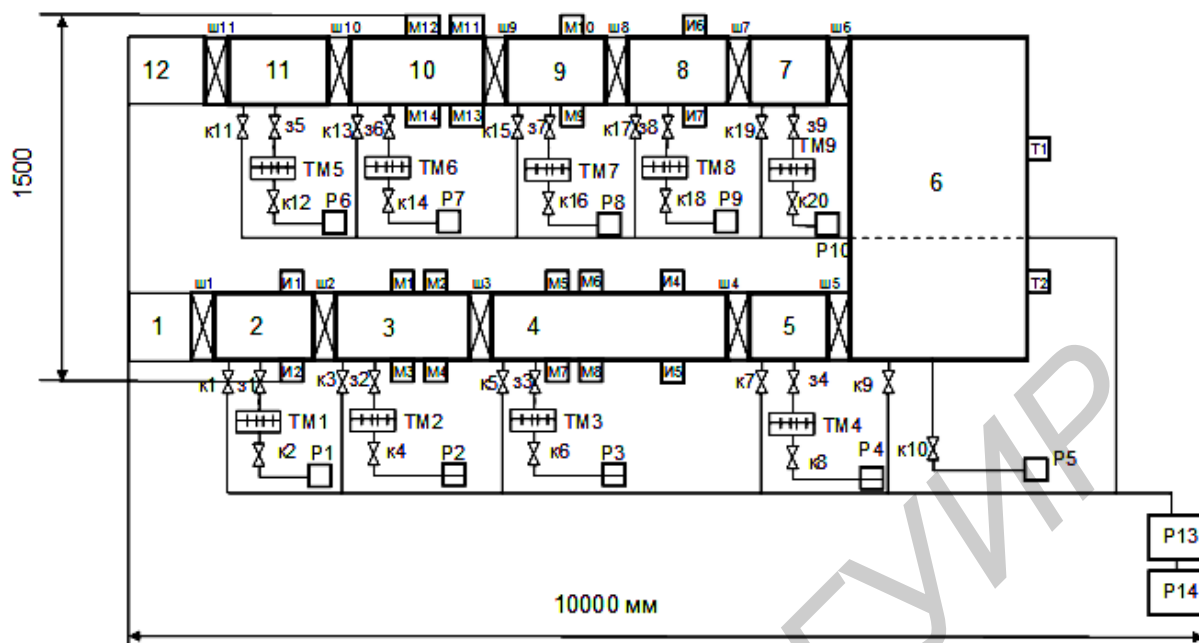 ш11 ш10 М12 М11 ш9 М10 ш8 И6 ш7 ш6
12 11 10 9 8 7
М14 М13 М9 И7
к11 з5 к13 з6 к15 з7 к17 з8 к19 з9
Т1
ТМ5 ТМ6 ТМ7 ТМ8 ТМ9
6
1500
к12 Р6 к14 Р7 к16 Р8 к18 Р9 к20
Р10
ш1 И1 ш2 М1 М2 ш3 М5 М6 И4 ш4 ш5 Т2
1 2 3 4 5
И2 М3 М4 М7 М8 И5
к1 з1 к3 з2 к5 з3 к7 з4 к9
ТМ1 ТМ2 ТМ3 ТМ4
к2 Р1 к4 Р2 к6 Р3 к8 Р4 к10 Р5
Р13
Р14
10000 мм
ГУИР